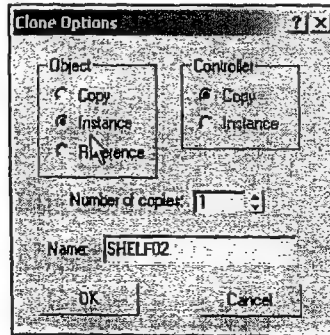 Clone Options ? X
Object
Copy
Instance
Reference
Controller
Copy
Instance
Number of copies: 1
Name: SHELF02
OK
Cancel